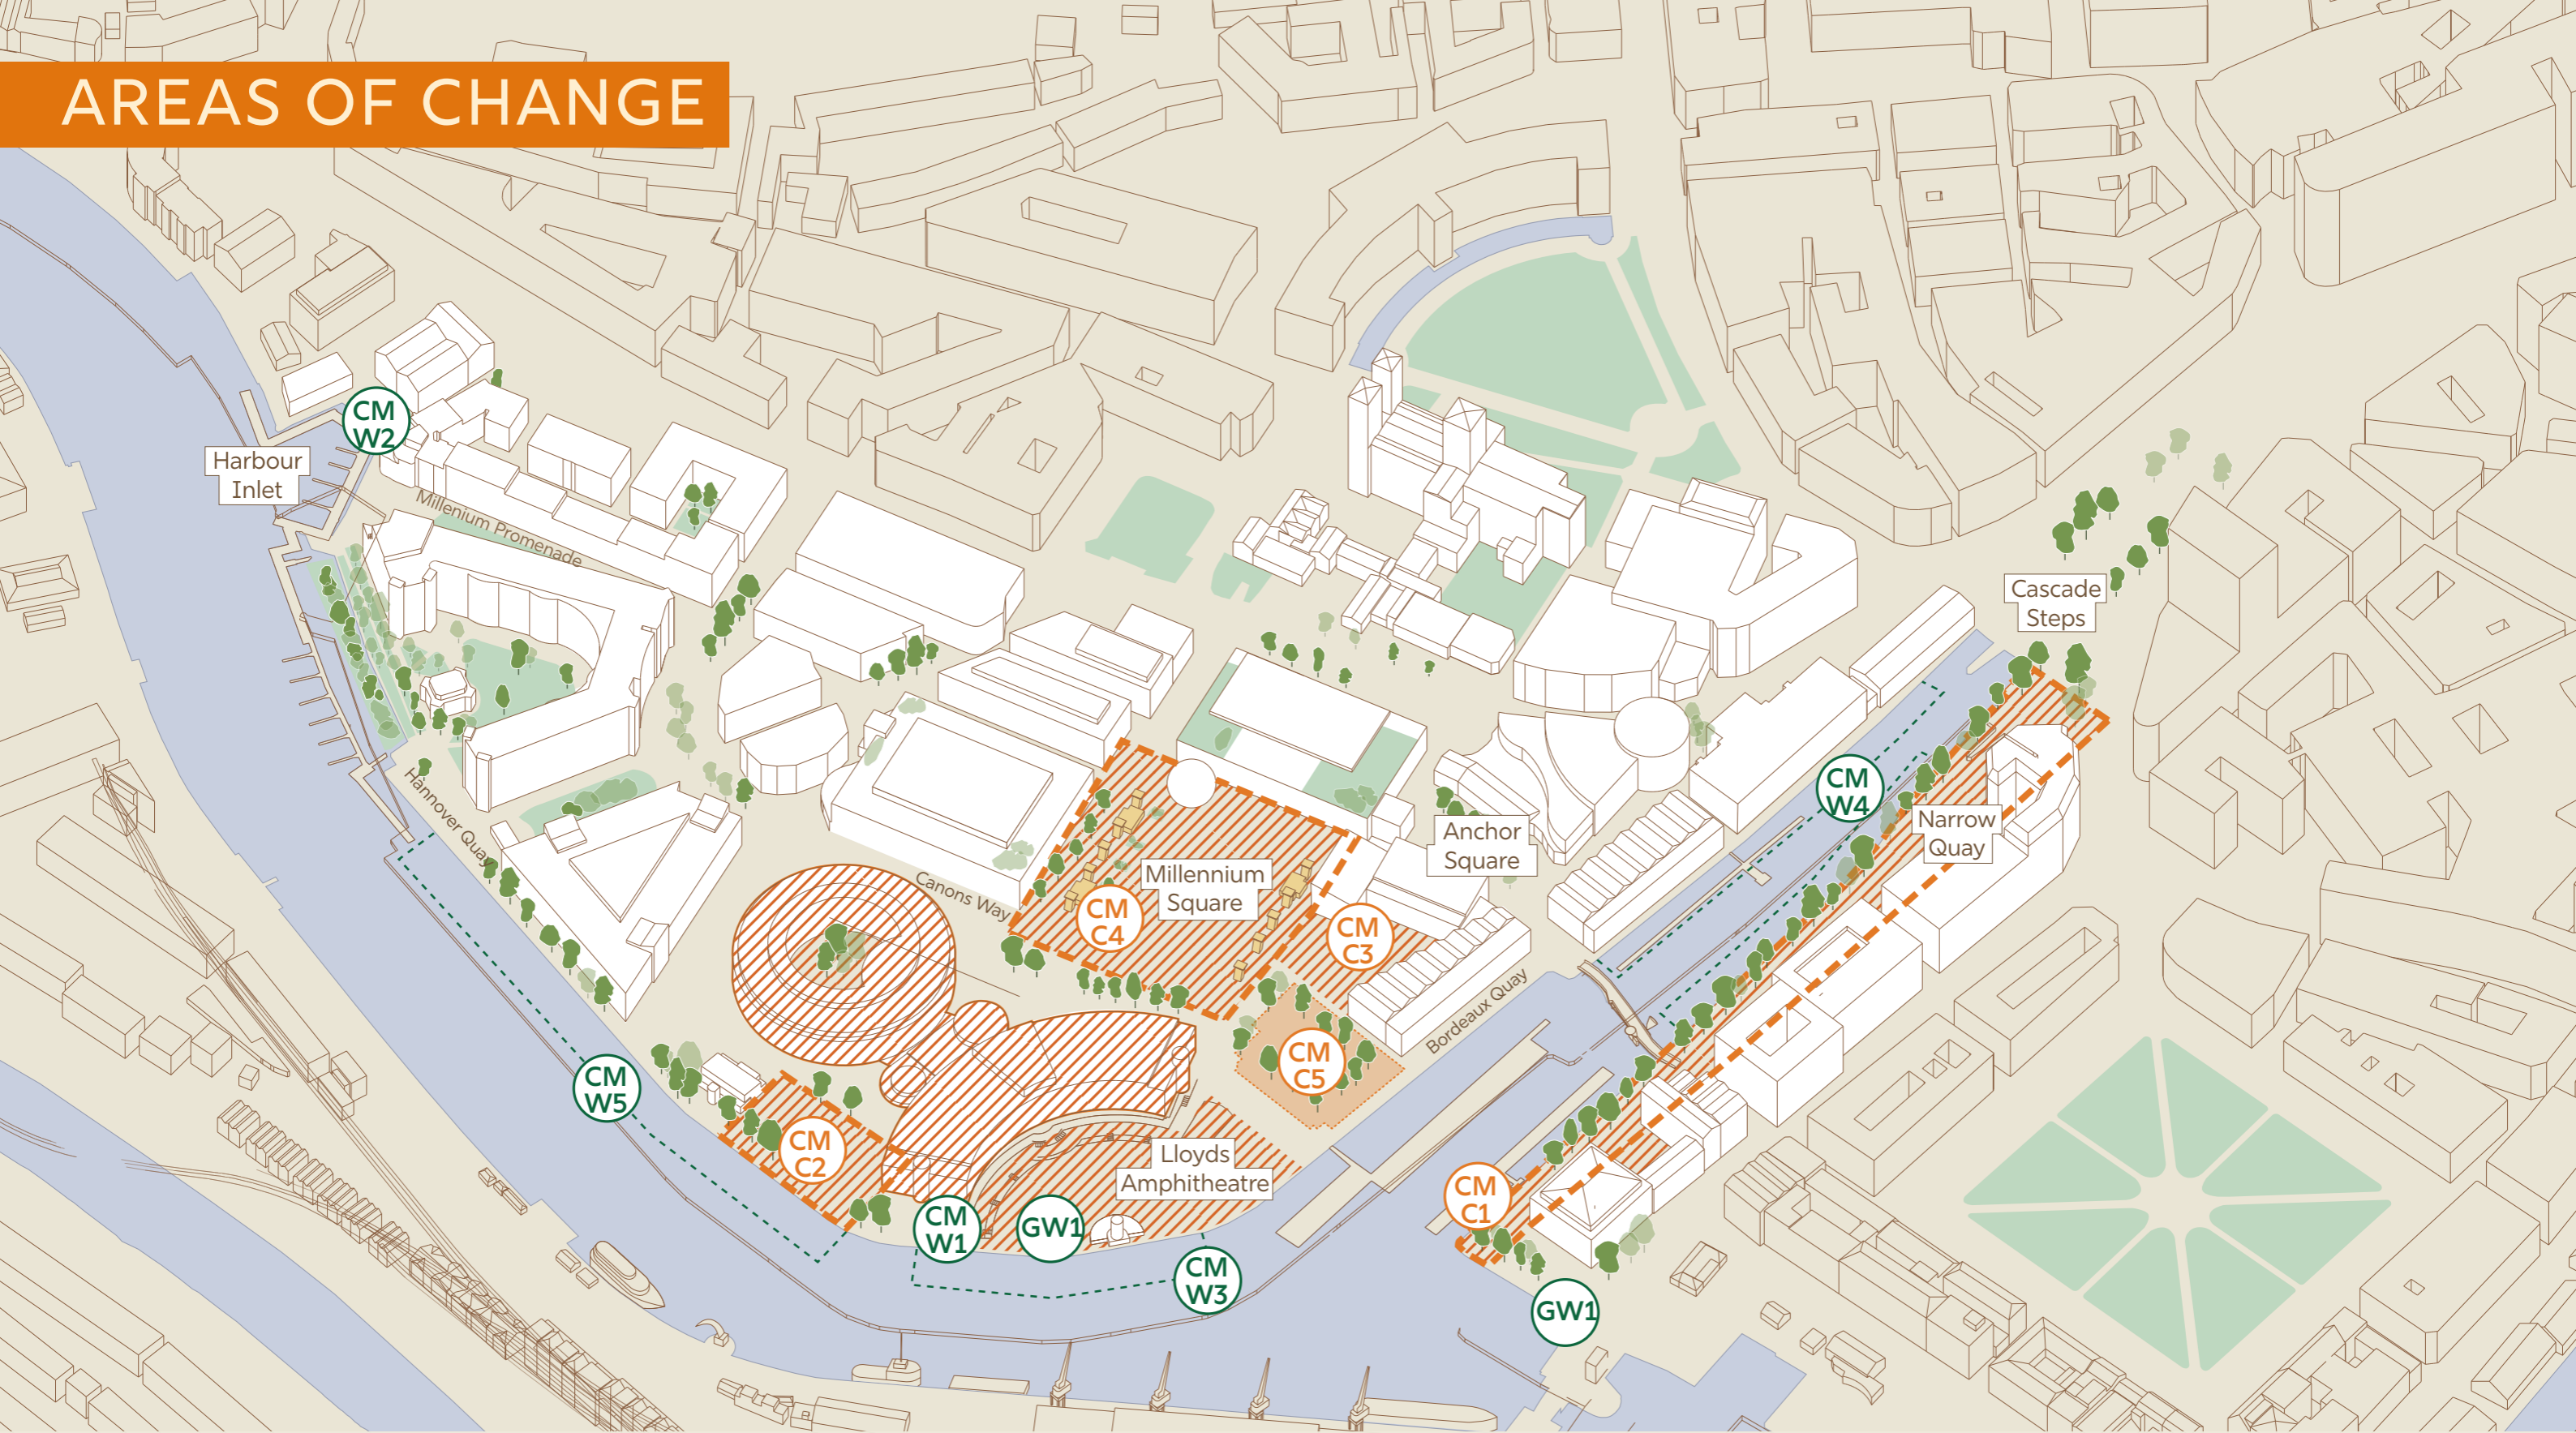 AREAS OF CHANGE
CM
W2
Harbour
Inlet
Millenium Promenade
Cascade
Steps
Hannover Quay
CM
W4
Narrow
Quay
Anchor
Square
Millennium
Square
Canons Way
CM
C4
CM
C3
Bordeaux Quay
CM
C5
CM
W5
CM
C2
Lloyds
Amphitheatre
CM
C1
CM
W1
GW1
CM
W3
GW1